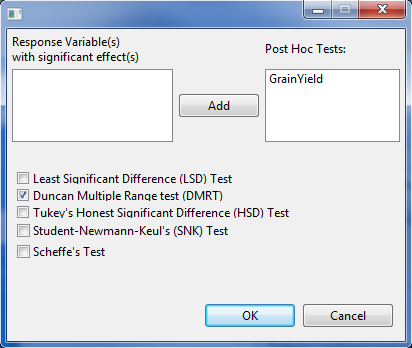 Response Variable(s)
with significant effect(s)
Post Hoc Tests:
GrainYield
Add
Least Significant Difference (LSD) Test
Duncan Multiple Range test (DMRT)
Tukey's Honest Significant Difference (HSD) Test
Student-Newmann-Keul's (SNK) Test
Scheffe's Test
OK
Cancel